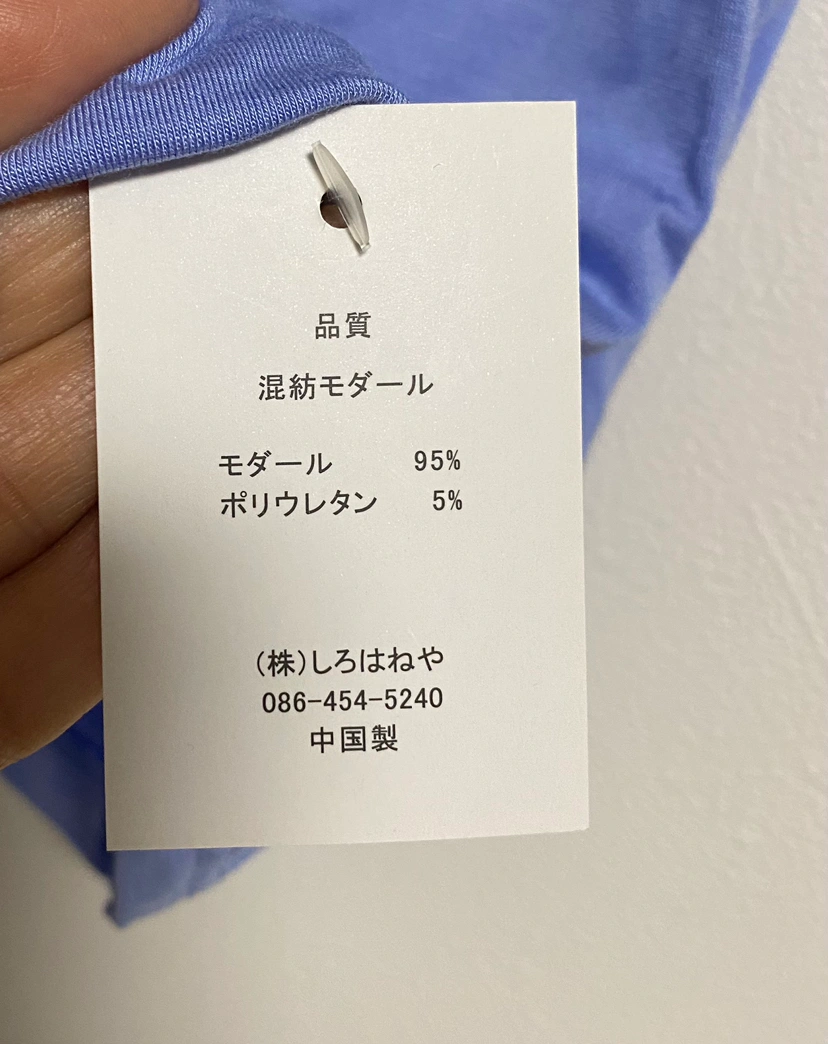 品質
混紡モダール
モダール 95%
ポリウレタン 5%
(株)しろはねや
086-454-5240
中国製